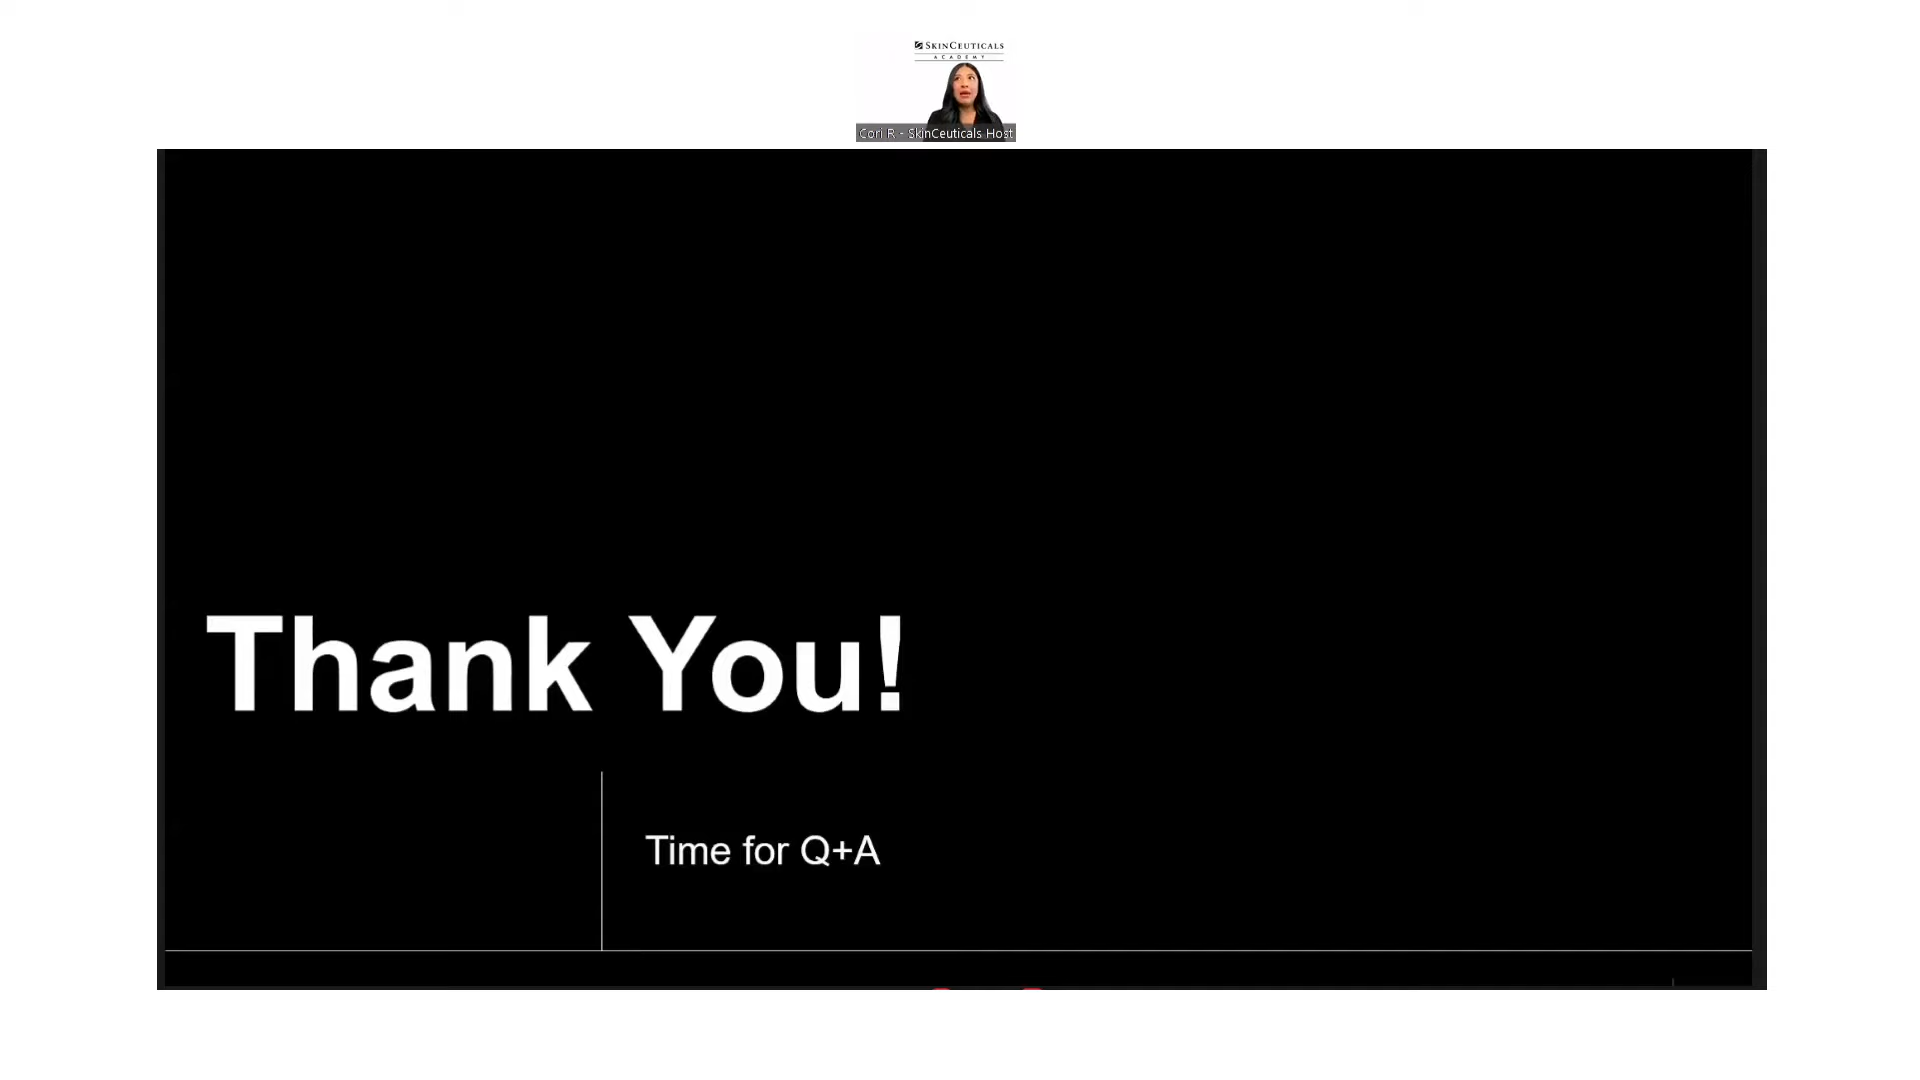 SKINCEUTICALS
ACADEMY
Cori R - SkinCeuticals Host
Thank You!
Time for Q+A